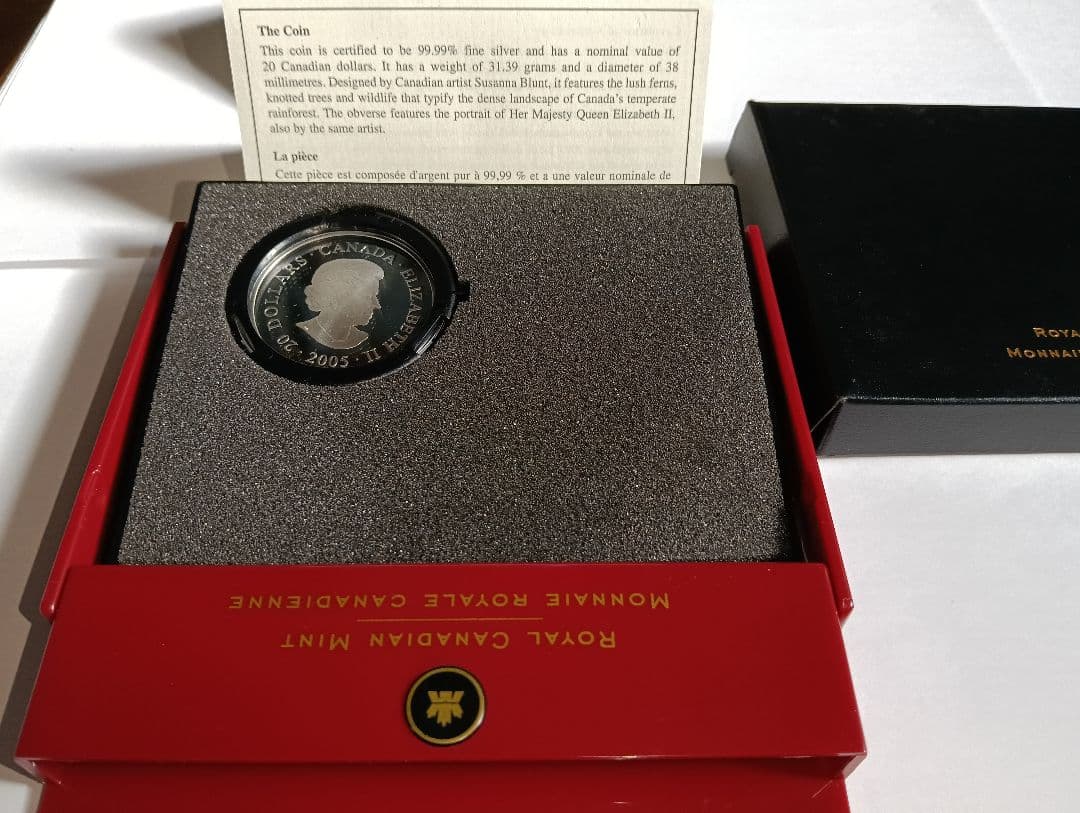 The Coin
This coin is certified to be 99.99% fine silver and has a nominal value of
20 Canadian dollars. It has a weight of 31.39 grams and a diameter of 38
millimetres. Designed by Canadian artist Susanna Blunt, it features the lush ferns,
knotted trees and wildlife that typify the dense landscape of Canada's temperate
rainforest. The obverse features the portrait of Her Majesty Queen Elizabeth II,
also by the same artist.
La pièce
Cette pièce est composée d'argent pur à 99,99 % et a une valeur nominale de
20 DOLLARS · CANADA · ELIZABETH II · 2005 ·
ROYA
MONNAI
ROYAL CANADIAN MINT
MONNAIE ROYALE CANADIENNE